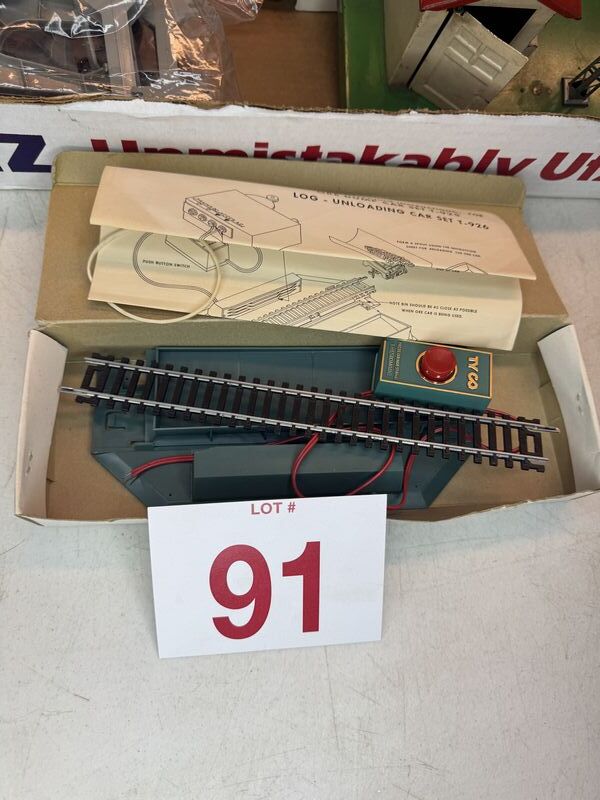 Unmistakably Ut
LOG - UNLOADING CAR SET T-926
PUSH BUTTON SWITCH
NOTE BIN SHOULD BE AS CLOSE AS POSSIBLE
WHEN ORE CAR IS BEING USED.
TYCO
LOT #
91